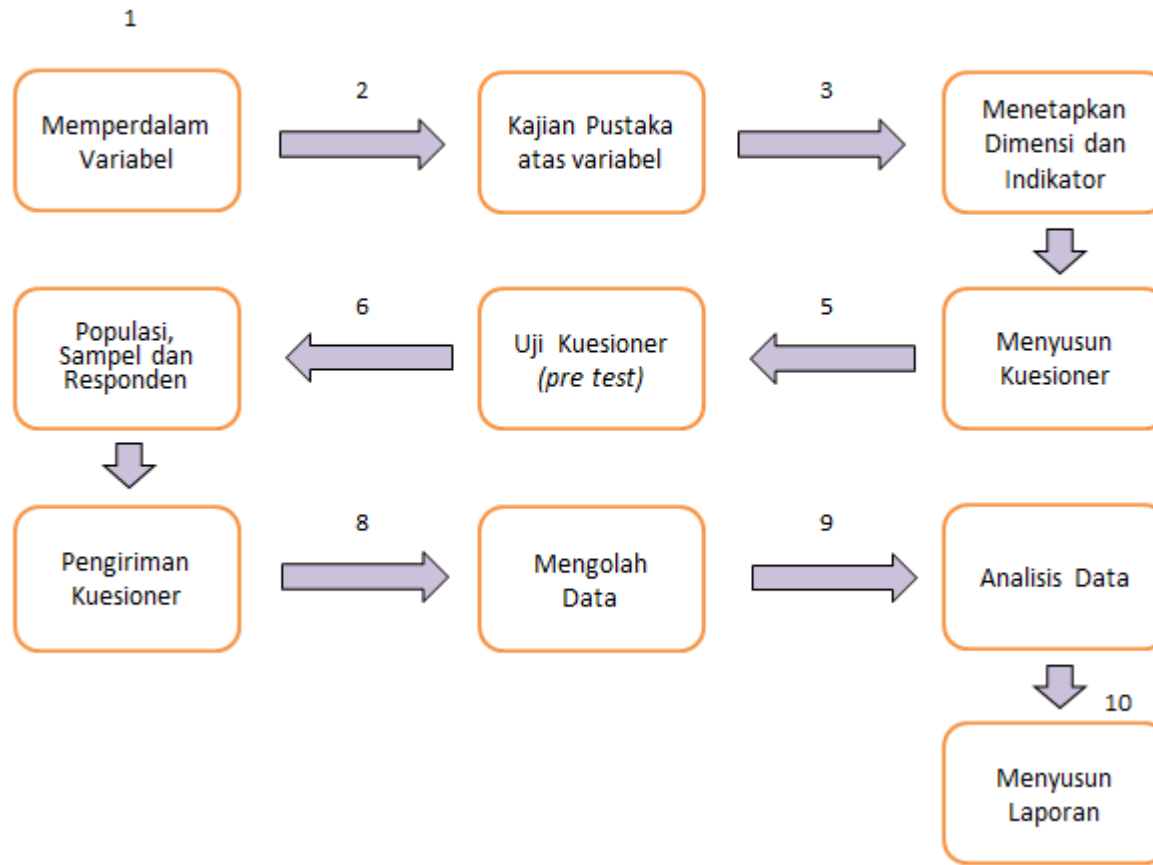 1
Memperdalam
Variabel
2
Kajian Pustaka
atas variabel
3
Menetapkan
Dimensi dan
Indikator
Menyusun
Kuesioner
5
Uji Kuesioner
(pre test)
6
Populasi,
Sampel dan
Responden
Pengiriman
Kuesioner
8
Mengolah
Data
9
Analisis Data
10
Menyusun
Laporan